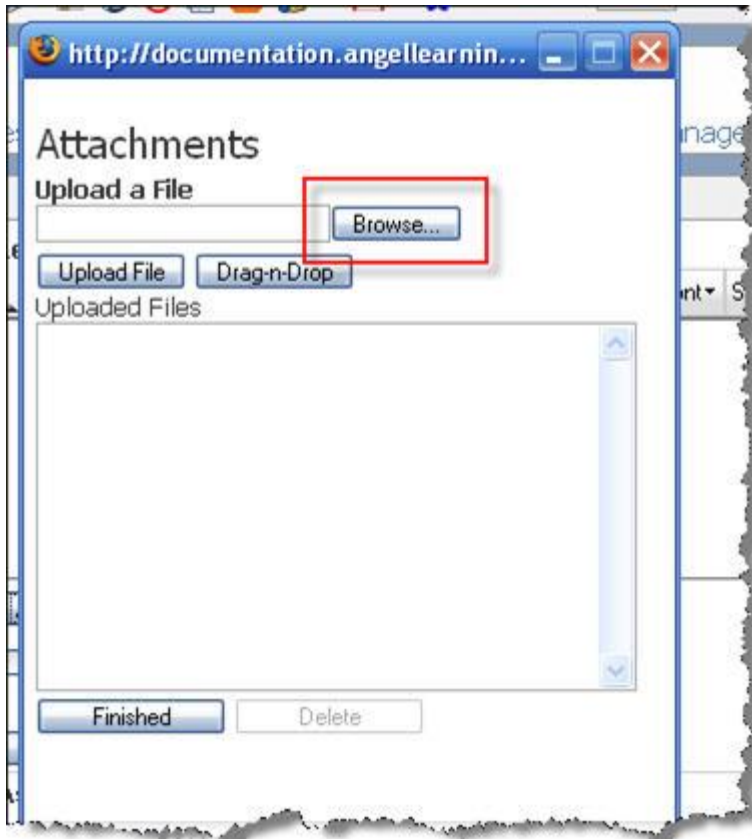 http://documentation.angellearnin...
Attachments
Upload a File
Browse...
Upload File Drag-n-Drop
Uploaded Files
Finished Delete